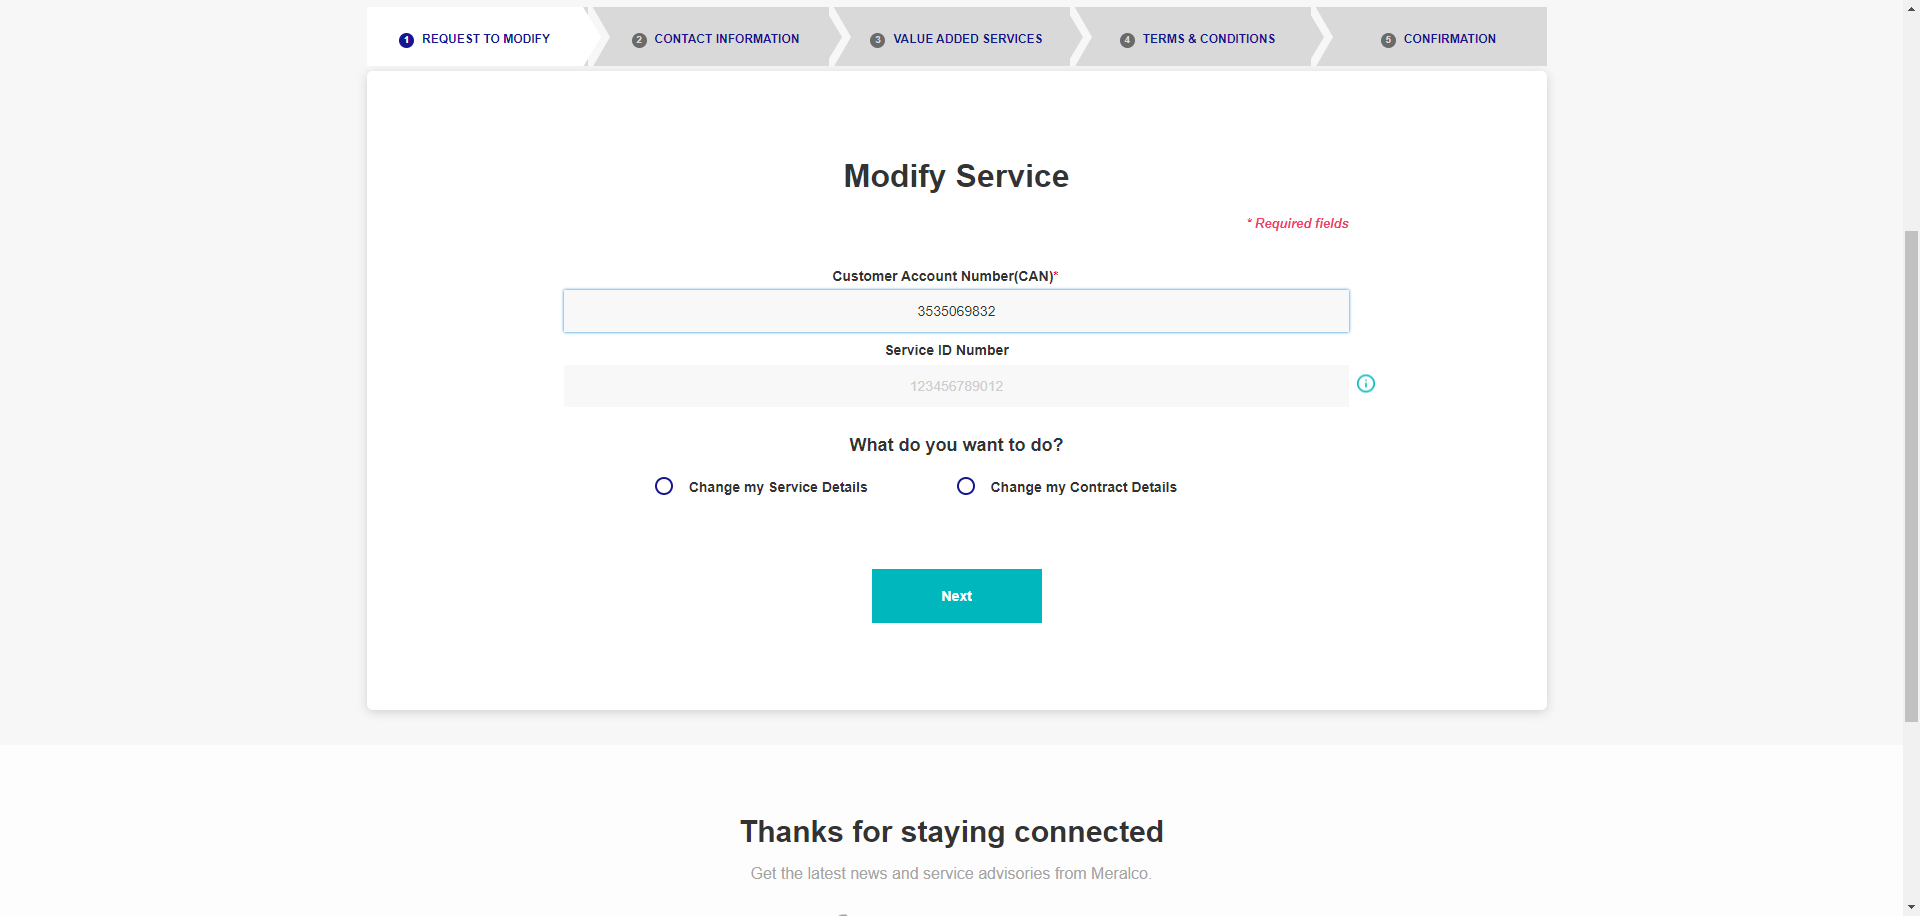 1 REQUEST TO MODIFY
2 CONTACT INFORMATION
3 VALUE ADDED SERVICES
4 TERMS & CONDITIONS
5 CONFIRMATION
Modify Service
* Required fields
Customer Account Number(CAN)*
3535069832
Service ID Number
123456789012
What do you want to do?
Change my Service Details
Change my Contract Details
Next
Thanks for staying connected
Get the latest news and service advisories from Meralco.